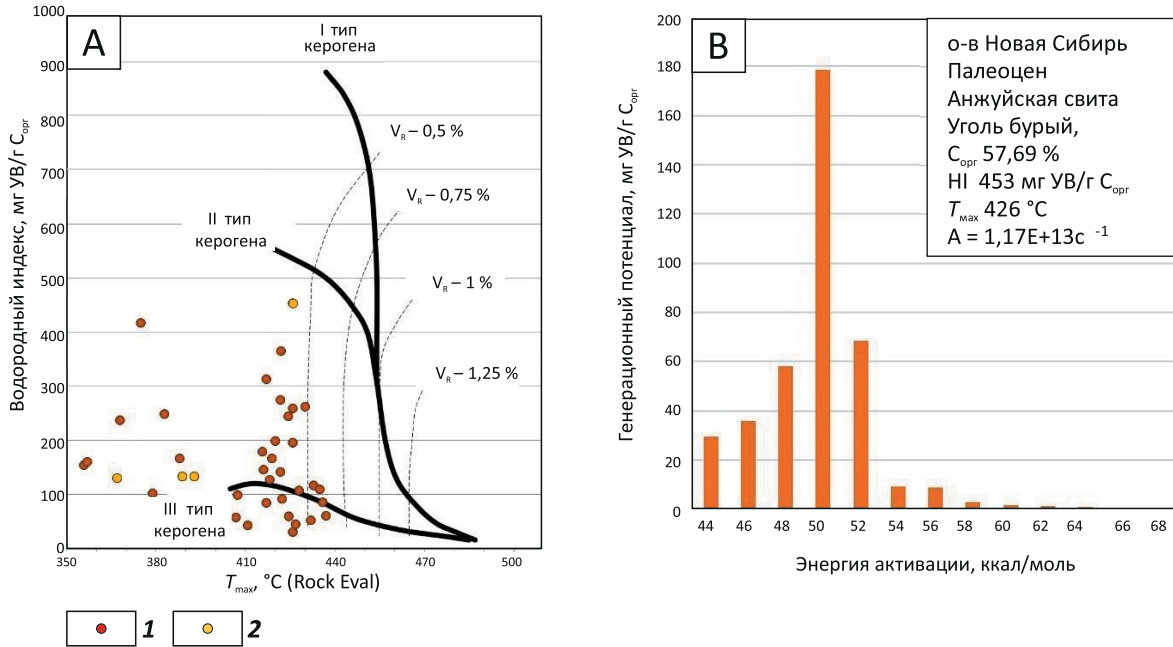 A
1000
900
800
700
600
500
400
300
200
100
0
Водородный индекс, мг УВ/г Cорг
I тип
керогена
II тип
керогена
III тип
керогена
VR – 0,5 %
VR – 0,75 %
VR – 1 %
VR – 1,25 %
350
380
410
440
470
500
Tmax, °C (Rock Eval)
1
2
B
200
180
160
140
120
100
80
60
40
20
0
Генерационный потенциал, мг УВ/г Cорг
о-в Новая Сибирь
Палеоцен
Анжуйская свита
Уголь бурый,
Cорг 57,69 %
HI 453 мг УВ/г Cорг
Tмах 426 °C
A = 1,17E+13с -1
44
46
48
50
52
54
56
58
60
62
64
66
68
Энергия активации, ккал/моль